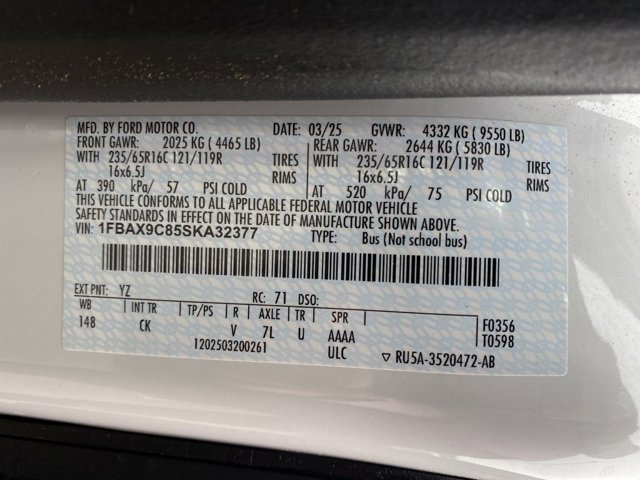 MFD. BY FORD MOTOR CO. DATE: 03/25 GVWR: 4332 KG ( 9550 LB)
FRONT GAWR: 2025 KG ( 4465 LB) REAR GAWR: 2644 KG ( 5830 LB)
WITH 235/65R16C 121/119R TIRES WITH 235/65R16C 121/119R TIRES
16x6.5J RIMS 16x6.5J RIMS
AT 390 kPa/ 57 PSI COLD AT 520 kPa/ 75 PSI COLD
THIS VEHICLE CONFORMS TO ALL APPLICABLE FEDERAL MOTOR VEHICLE
SAFETY STANDARDS IN EFFECT ON THE DATE OF MANUFACTURE SHOWN ABOVE.
VIN: 1FBAX9C85SKA32377 TYPE: Bus (Not school bus)
EXT PNT: YZ RC: 71 DSO:
WB INT TR TP/PS R AXLE TR SPR
148 CK V 7L U AAAA
ULC
1202503200261
F0356
T0598
▽ RU5A-3520472-AB